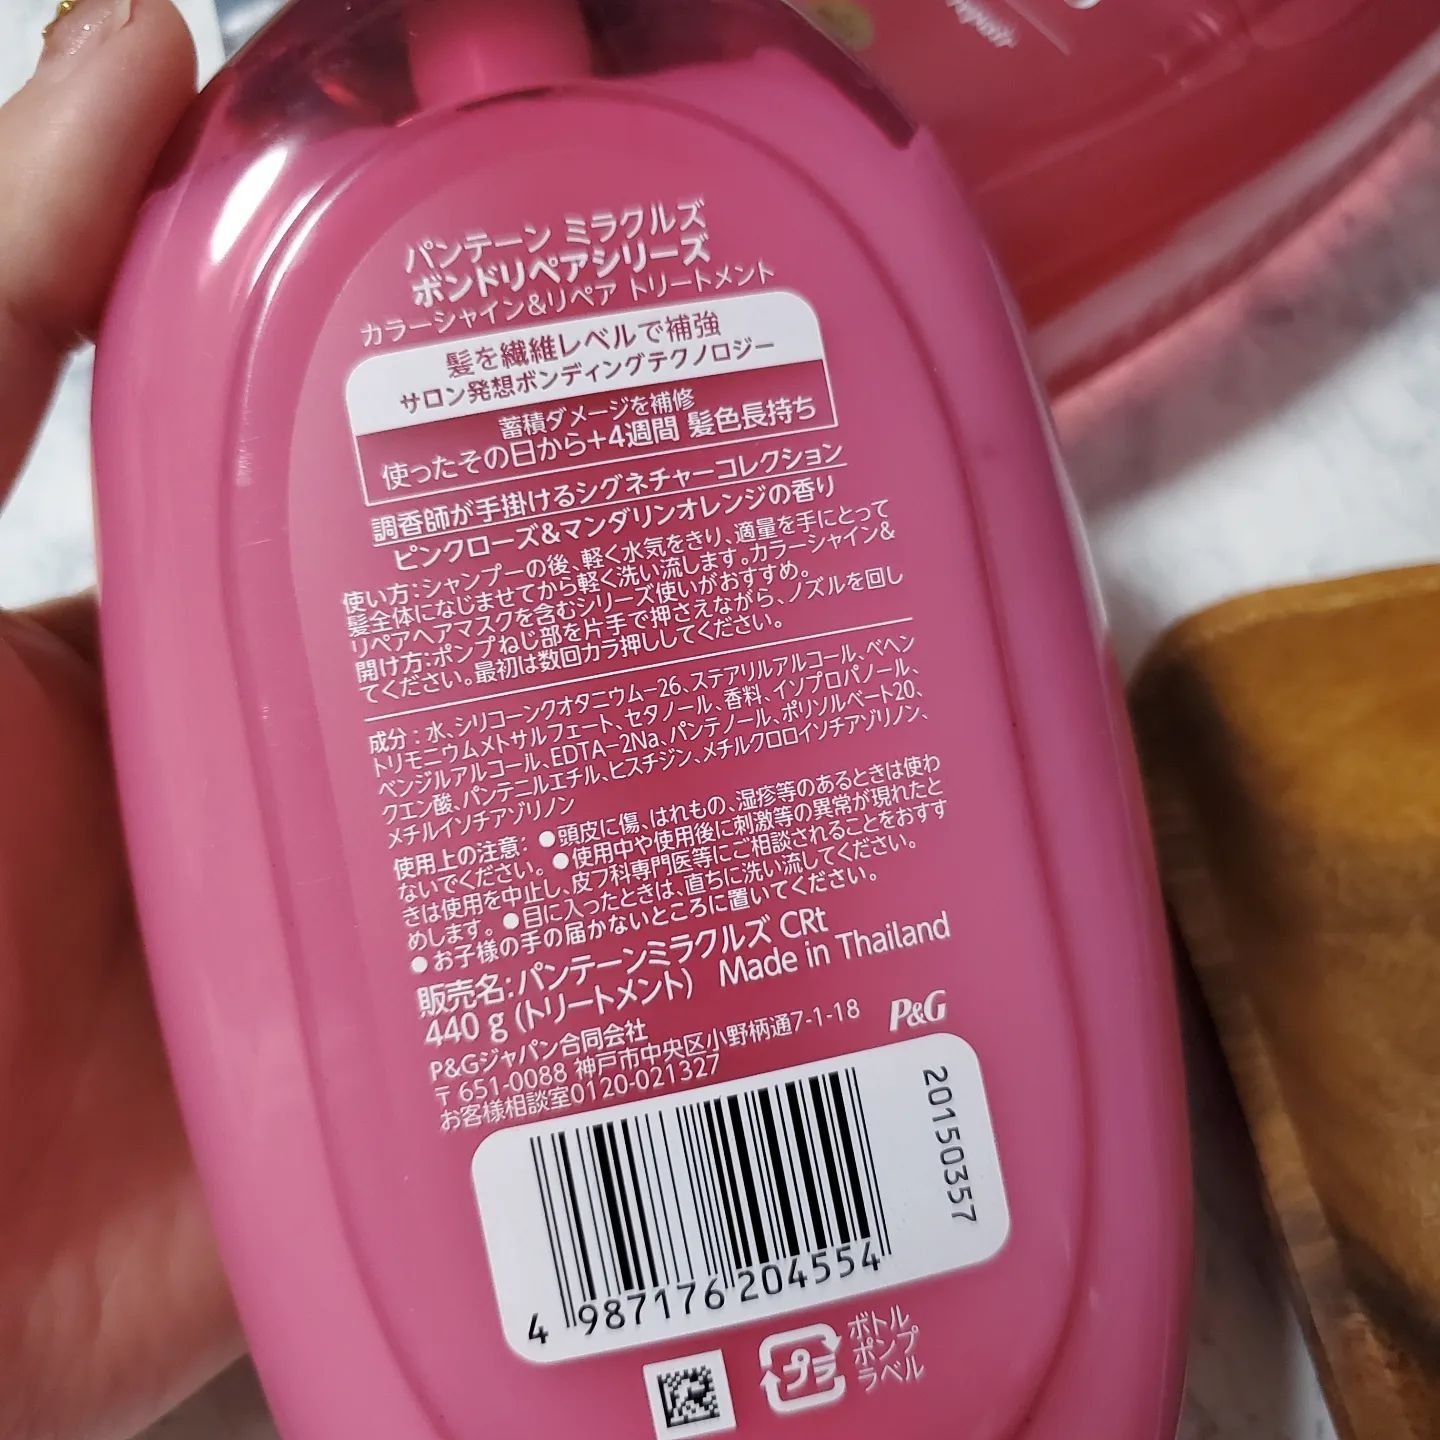 パンテーン ミラクルズ
ボンドリペアシリーズ
カラーシャイン&リペア トリートメント
髪を繊維レベルで補強
サロン発想ボンディングテクノロジー
蓄積ダメージを補修
使ったその日から+4週間 髪色長持ち
調香師が手掛けるシグネチャーコレクション
ピンクローズ&マンダリンオレンジの香り
使い方:シャンプーの後、軽く水気をきり、適量を手にとって
髪全体になじませてから軽く洗い流します。カラーシャイン&
リペアヘアマスクを含むシリーズ使いがおすすめ。
開け方:ポンプねじ部を片手で押さえながら、ノズルを回し
てください。最初は数回カラ押ししてください。
成分:水、シリコーンクオタニウム-26、ステアリルアルコール、ベヘン
トリモニウムメトサルフェート、セタノール、香料、イソプロパノール、
ベンジルアルコール、EDTA-2Na、パンテノール、ポリソルベート20、
クエン酸、パンテニルエチル、ヒスチジン、メチルクロロイソチアゾリノン、
メチルイソチアゾリノン
使用上の注意: ●頭皮に傷、はれもの、湿疹等のあるときは使わ
ないでください。 ●使用中や使用後に刺激等の異常が現れたと
きは使用を中止し、皮フ科専門医等にご相談されることをおすす
めします。 ●目に入ったときは、直ちに洗い流してください。
●お子様の手の届かないところに置いてください。
販売名:パンテーンミラクルズ CRt
440 g (トリートメント) Made in Thailand
P&Gジャパン合同会社
〒651-0088 神戸市中央区小野柄通7-1-18
お客様相談室0120-021327
P&G
20150357
4 987176 204554
プラ
ボトル
ポンプ
ラベル
repair